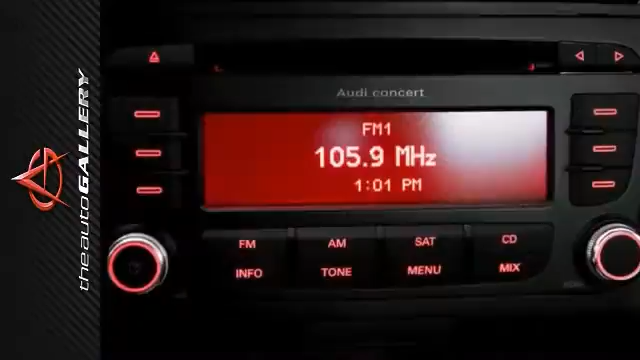 theautoGALLERY
Audi concert
FM1
105.9 MHz
1:01 PM
FM AM SAT CD
INFO TONE MENU MIX